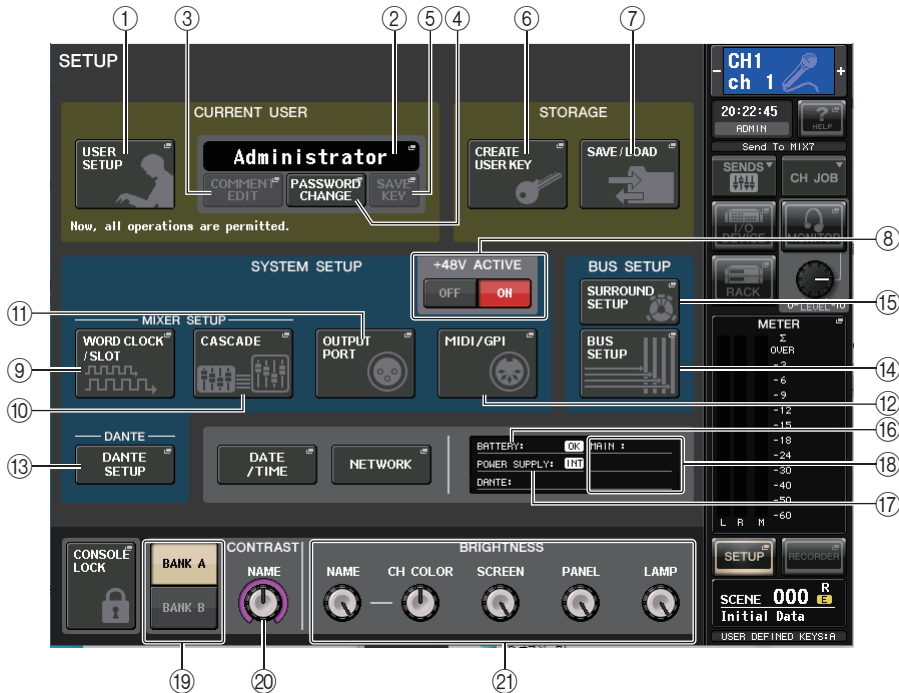 ① ③ ② ④ ⑤ ⑥ ⑦
SETUP
CURRENT USER
STORAGE
USER SETUP
Administrator
COMMENT EDIT
PASSWORD CHANGE
SAVE KEY
Now, all operations are permitted.
CREATE USER KEY
SAVE/LOAD
SYSTEM SETUP
+48V ACTIVE
OFF
ON
⑧
BUS SETUP
SURROUND SETUP
⑮
⑪
MIXER SETUP
WORD CLOCK /SLOT
⑨
CASCADE
⑩
OUTPUT PORT
MIDI/GPI
⑫
BUS SETUP
⑭
DANTE
DANTE SETUP
⑬
DATE /TIME
NETWORK
BATTERY: OK
⑯
POWER SUPPLY: INT
⑰
DANTE:
MAIN :
⑱
CONSOLE LOCK
BANK A
BANK B
⑲
CONTRAST
NAME
⑳
BRIGHTNESS
NAME
CH COLOR
SCREEN
PANEL
LAMP
㉑
- CH1 +
ch 1
20:22:45
ADMIN
? HELP
Send To MIX7
SENDS
CH JOB
I/O DEVICE
MONITOR
RACK
0 LEVEL 10
METER
Σ
OVER
-3
-6
-9
-12
-15
-18
-24
-30
-40
-50
-60
L R M
SETUP
RECORDER
SCENE 000 R E
Initial Data
USER DEFINED KEYS:A